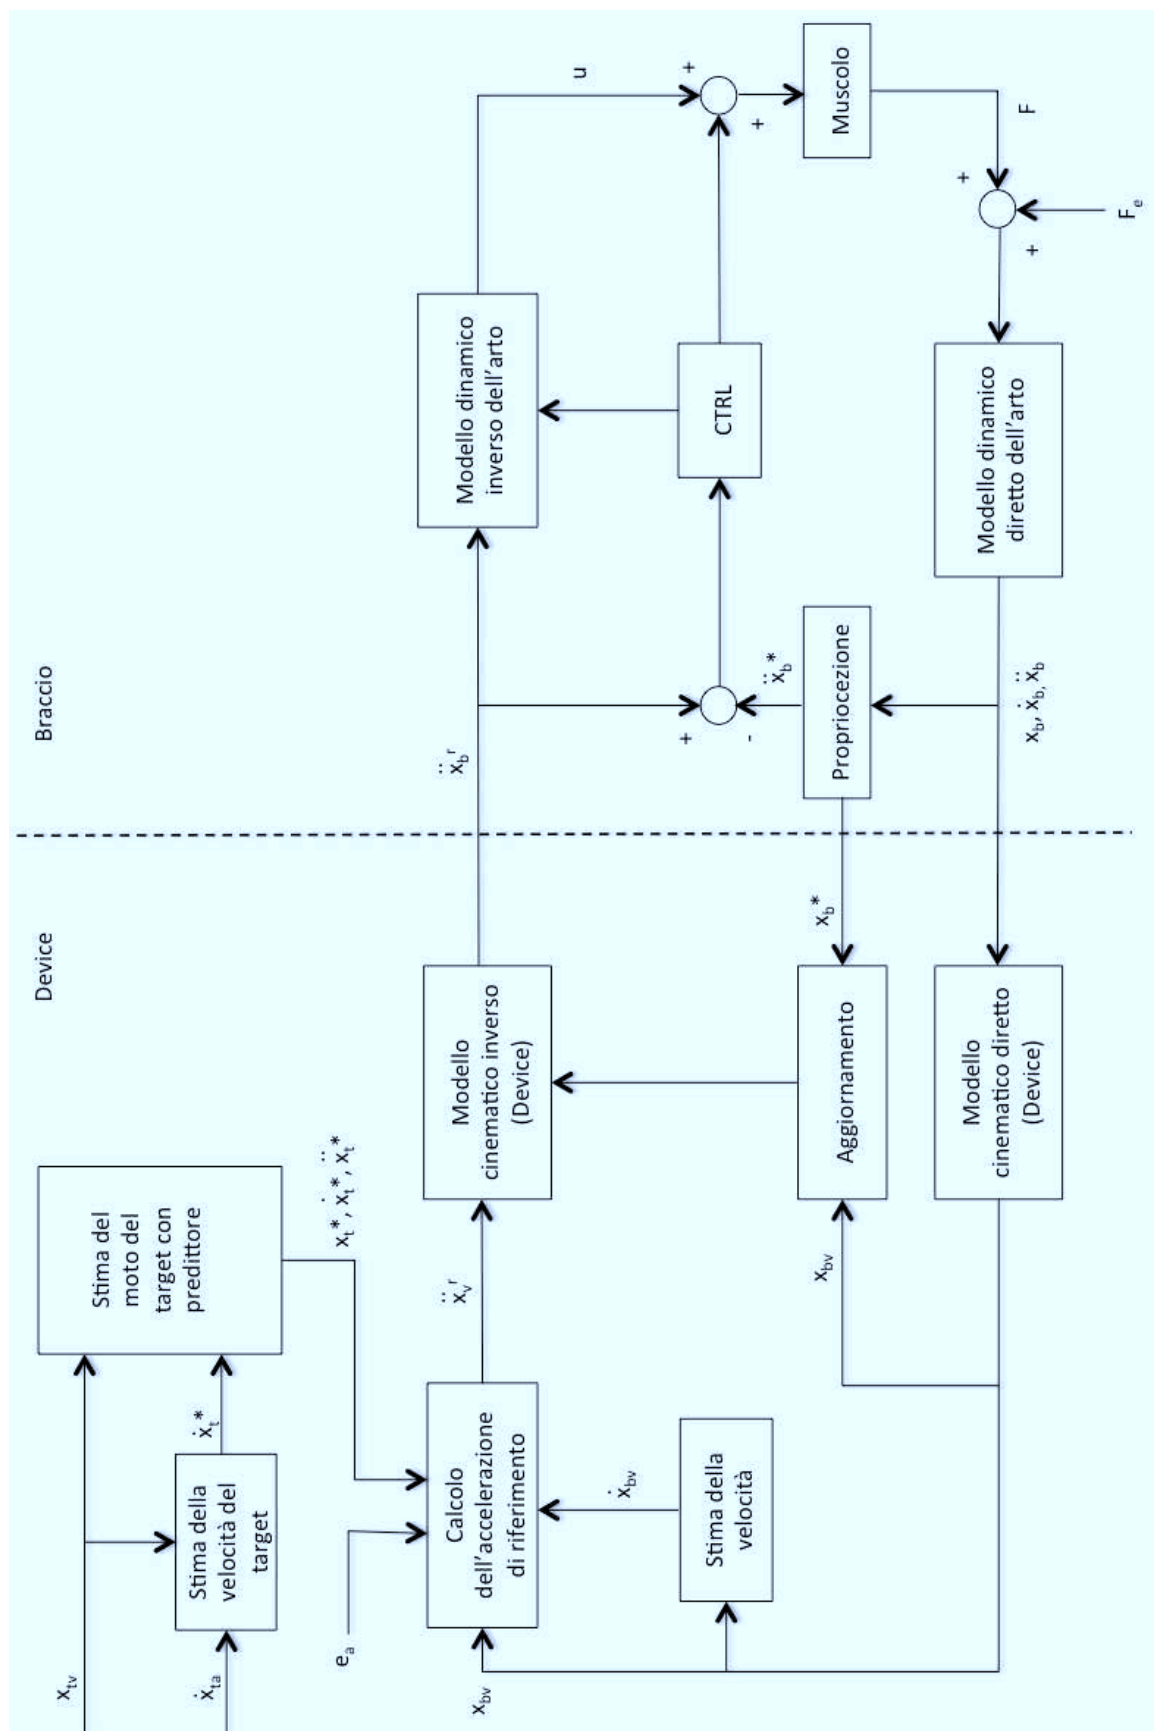 Device
Braccio
x_tv
ẋ_ta
Stima della
velocità del
target
ẋ_t*
Stima del
moto del
target con
predittore
x_t*, ẋ_t*, ẍ_t*
e_a
x_bv
Calcolo
dell'accelerazione
di riferimento
ẍ_v^r
Modello
cinematico inverso
(Device)
ẍ_b^r
Modello dinamico
inverso dell'arto
u
ẋ_bv
Stima della
velocità
+
-
ẍ_b*
CTRL
+
+
x_bv
Aggiornamento
x_b*
Propriocezione
Muscolo
F
Modello
cinematico diretto
(Device)
x_b, ẋ_b, ẍ_b
Modello dinamico
diretto dell'arto
+
+
F_e